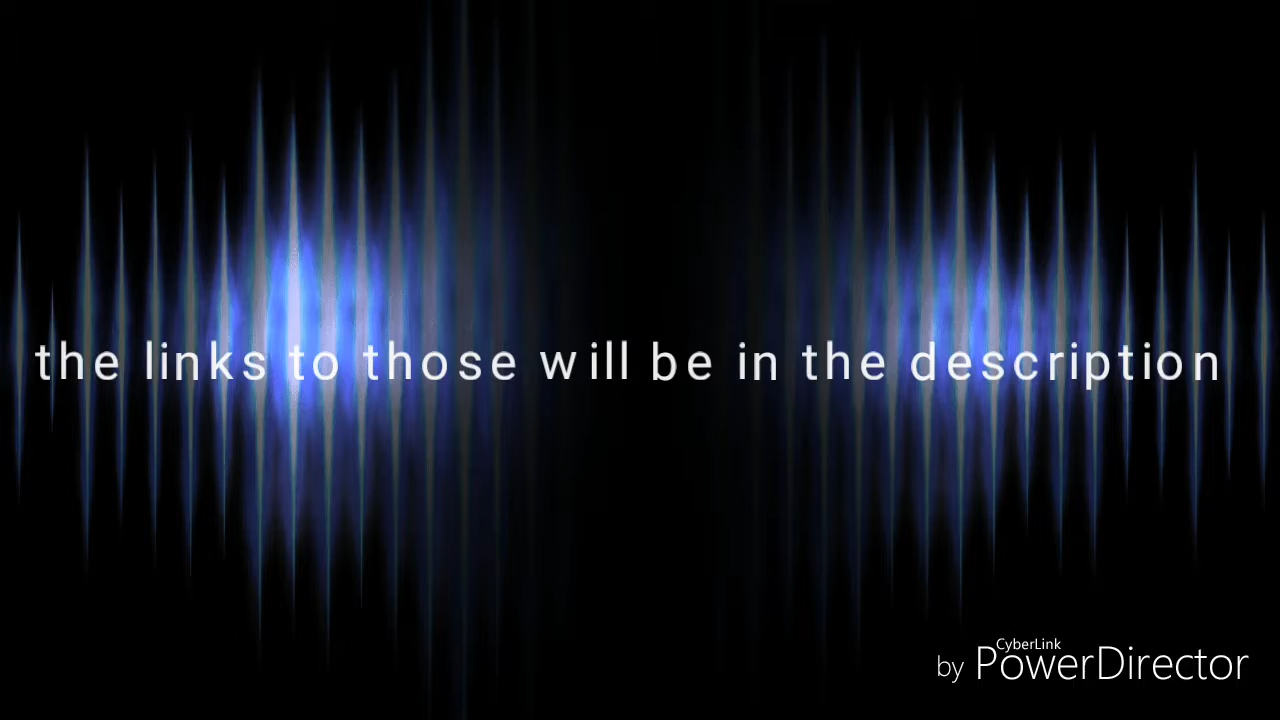 the links to those will be in the description
by CyberLink PowerDirector